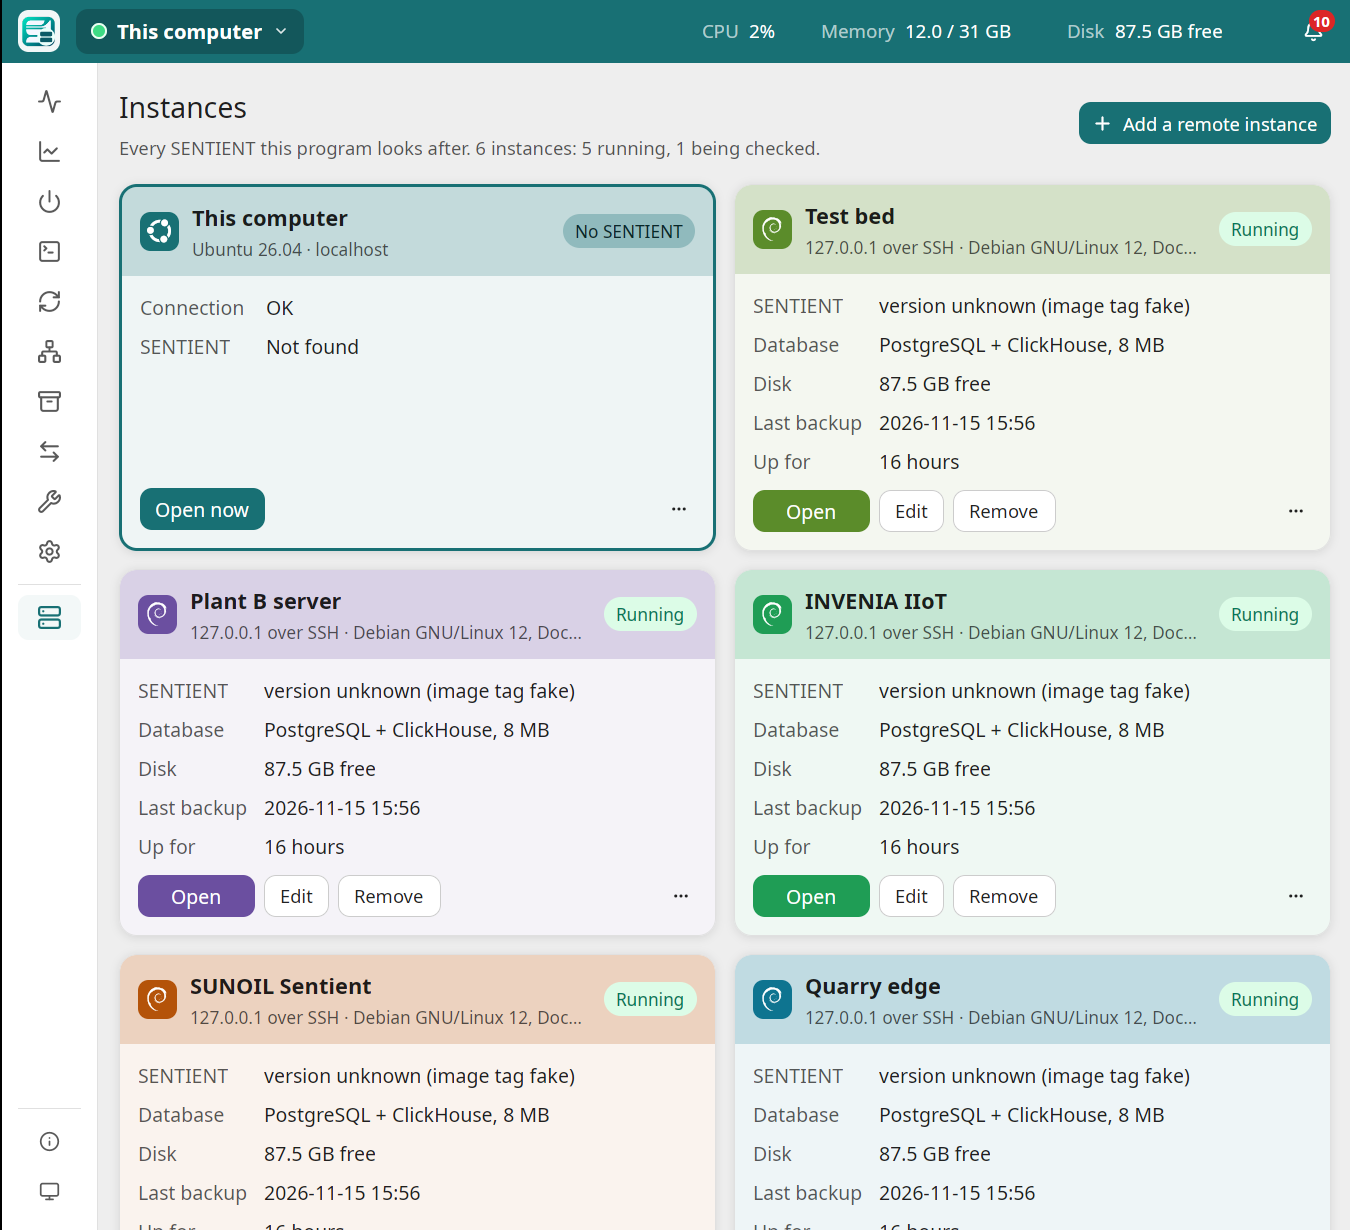 This computer
CPU 2%
Memory 12.0 / 31 GB
Disk 87.5 GB free
10
Instances
Every SENTIENT this program looks after. 6 instances: 5 running, 1 being checked.
+ Add a remote instance
This computer
Ubuntu 26.04 · localhost
No SENTIENT
Connection OK
SENTIENT Not found
Open now
...
Test bed
127.0.0.1 over SSH · Debian GNU/Linux 12, Doc...
Running
SENTIENT version unknown (image tag fake)
Database PostgreSQL + ClickHouse, 8 MB
Disk 87.5 GB free
Last backup 2026-11-15 15:56
Up for 16 hours
Open Edit Remove
...
Plant B server
127.0.0.1 over SSH · Debian GNU/Linux 12, Doc...
Running
SENTIENT version unknown (image tag fake)
Database PostgreSQL + ClickHouse, 8 MB
Disk 87.5 GB free
Last backup 2026-11-15 15:56
Up for 16 hours
Open Edit Remove
...
INVENIA IIoT
127.0.0.1 over SSH · Debian GNU/Linux 12, Doc...
Running
SENTIENT version unknown (image tag fake)
Database PostgreSQL + ClickHouse, 8 MB
Disk 87.5 GB free
Last backup 2026-11-15 15:56
Up for 16 hours
Open Edit Remove
...
SUNOIL Sentient
127.0.0.1 over SSH · Debian GNU/Linux 12, Doc...
Running
SENTIENT version unknown (image tag fake)
Database PostgreSQL + ClickHouse, 8 MB
Disk 87.5 GB free
Last backup 2026-11-15 15:56
Up for 16 hours
Quarry edge
127.0.0.1 over SSH · Debian GNU/Linux 12, Doc...
Running
SENTIENT version unknown (image tag fake)
Database PostgreSQL + ClickHouse, 8 MB
Disk 87.5 GB free
Last backup 2026-11-15 15:56
Up for 16 hours